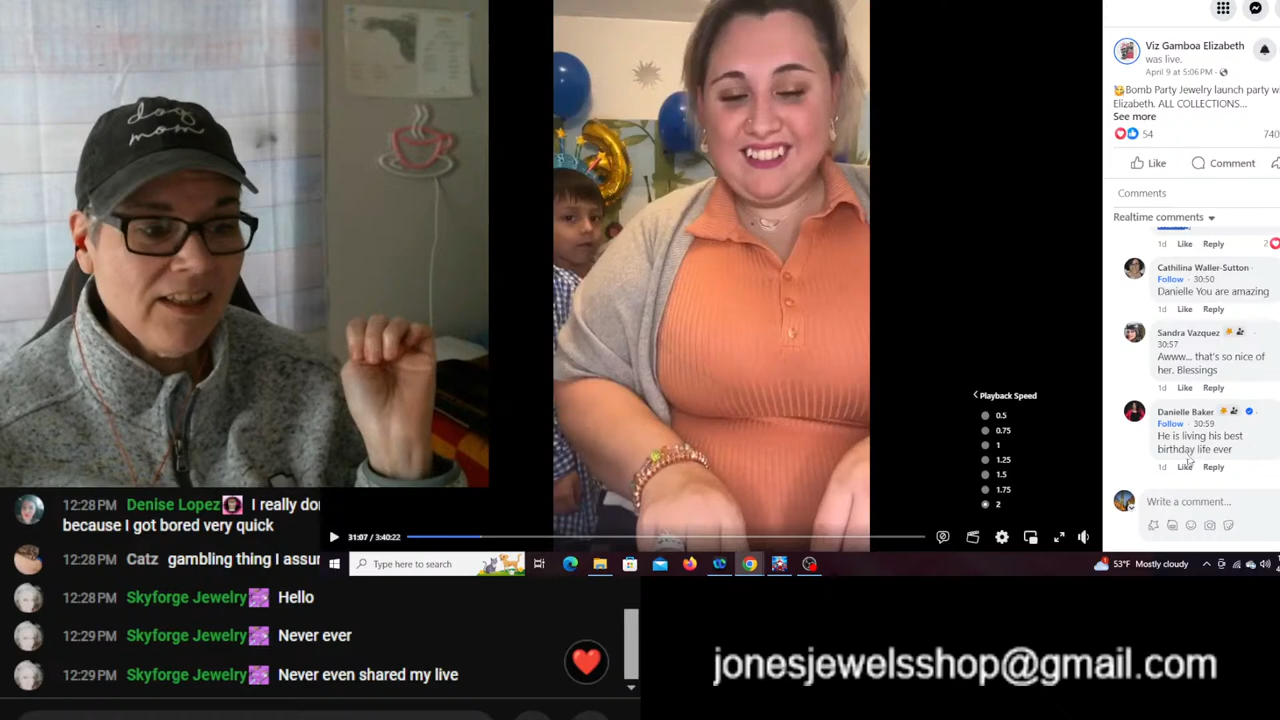 dog
mom
Denise Lopez
12:28 PM
I really do
because I got bored very quick
12:28 PM Catz gambling thing I assu
12:28 PM Skyforge Jewelry Hello
12:29 PM Skyforge Jewelry Never ever
12:29 PM Skyforge Jewelry Never even shared my live
Playback Speed
0.5
0.75
1
1.25
1.5
1.75
2
31:07 / 3:40:22
Type here to search
53°F Mostly cloudy
Viz Gamboa Elizabeth
was live.
April 9 at 5:06 PM
Bomb Party Jewelry launch party w
Elizabeth. ALL COLLECTIONS...
See more
54
740
Like Comment
Comments
Realtime comments
1d Like Reply 2
Cathilina Waller-Sutton ·
Follow · 30:50
Danielle You are amazing
1d Like Reply
Sandra Vazquez ·
30:57
Awww... that's so nice of
her. Blessings
1d Like Reply
Danielle Baker ·
Follow · 30:59
He is living his best
birthday life ever
1d Like Reply
Write a comment...
jonesjewelsshop@gmail.com